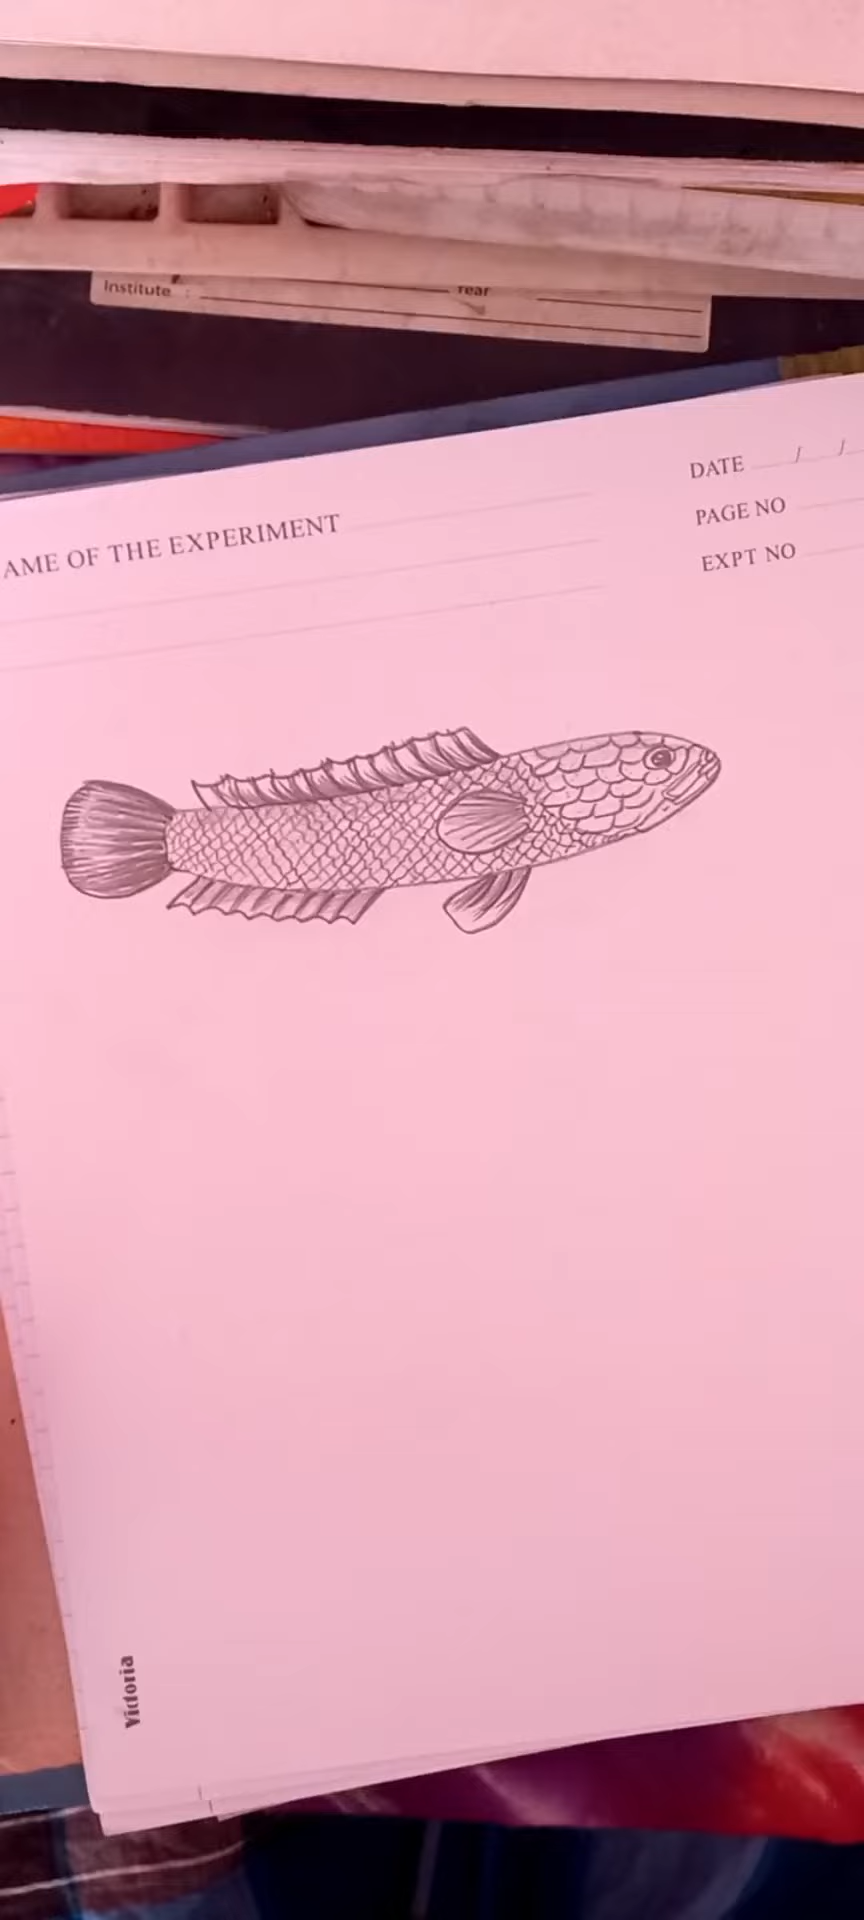 Institute : Year
DATE / /
AME OF THE EXPERIMENT
PAGE NO
EXPT NO
Victoria